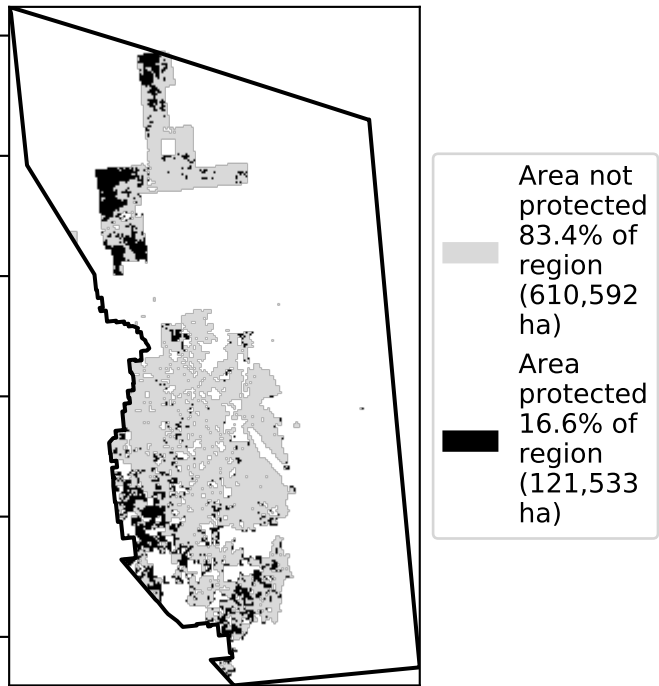 Area not
protected
83.4% of
region
(610,592
ha)
Area
protected
16.6% of
region
(121,533
ha)